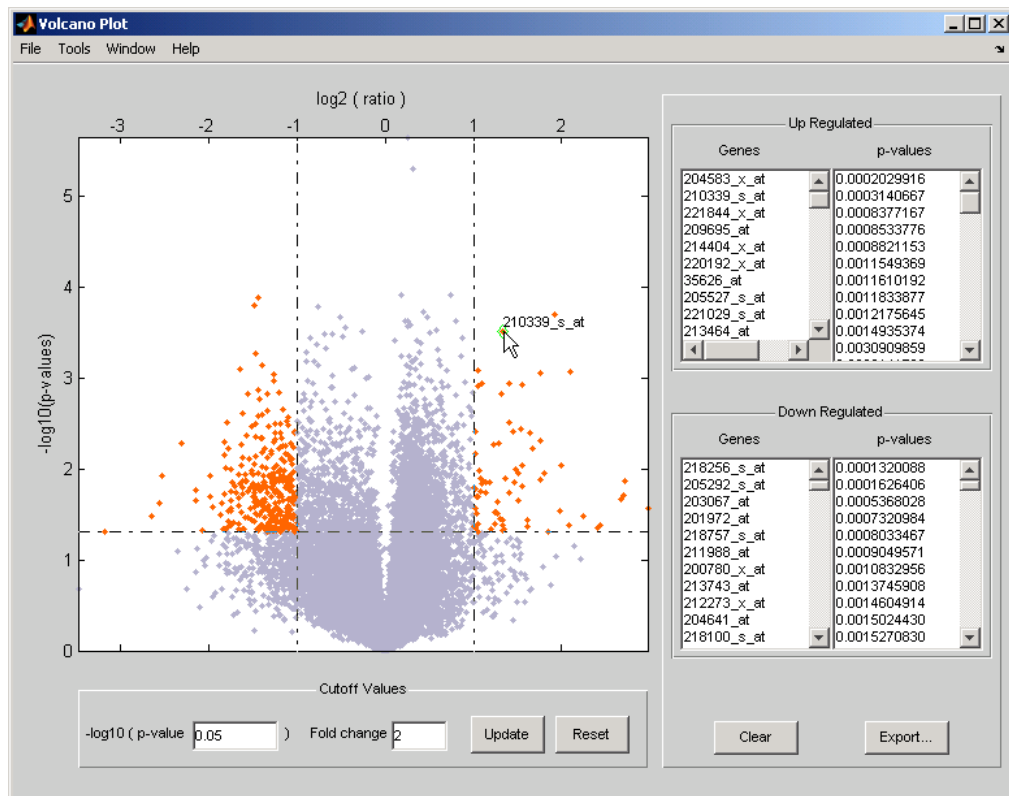 Volcano Plot
File Tools Window Help
log2 ( ratio )
-3 -2 -1 0 1 2
5
4
3
2
1
0
-log10(p-values)
210339_s_at
Cutoff Values
-log10 ( p-value 0.05 ) Fold change 2 Update Reset
Up Regulated
Genes p-values
204583_x_at 0.0002029916
210339_s_at 0.0003140667
221844_x_at 0.0008377167
209695_at 0.0008533776
214404_x_at 0.0008821153
220192_x_at 0.0011549369
35626_at 0.0011610192
205527_s_at 0.0011833877
221029_s_at 0.0012175645
213464_at 0.0014935374
0.0030909859
Down Regulated
Genes p-values
218256_s_at 0.0001320088
205292_s_at 0.0001626406
203067_at 0.0005368028
201972_at 0.0007320984
218757_s_at 0.0008033467
211988_at 0.0009049571
200780_x_at 0.0010832956
213743_at 0.0013745908
212273_x_at 0.0014604914
204641_at 0.0015024430
218100_s_at 0.0015270830
Clear Export...